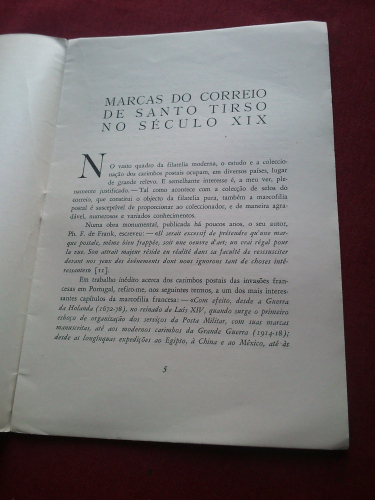 MARCAS DO CORREIO
DE SANTO TIRSO
NO SÉCULO XIX
NO vasto quadro da filatelia moderna, o estudo e a coleccio-
nação dos carimbos postais ocupam, em diversos países, lugar
de grande relevo. E semelhante interesse é, a meu ver, ple-
namente justificado. — Tal como acontece com a colecção de selos do
correio, que constitui o objecto da filatelia pura, também a marcofilia
postal é susceptível de proporcionar ao coleccionador, e de maneira agra-
dável, numerosos e variados conhecimentos.
Numa obra monumental, publicada há poucos anos, o seu autor,
Ph. F. de Frank, escreveu: — «Il serait excessif de prétendre qu'une mar-
que postale, même bien frappée, soit une oeuvre d'art, un vrai régal pour
la vue. Son attrait majeur réside en réalité dans sa faculté de ressusciter
devant nos yeux des événements dont nous ignorons tant de choses inté-
ressantes» [11].
Em trabalho inédito acerca dos carimbos postais das invasões fran-
cesas em Portugal, refiro-me, nos seguintes termos, a um dos mais interes-
santes capítulos da marcofilia francesa: — «Com efeito, desde a Guerra
da Holanda (1672-78), no reinado de Luís XIV, quando surge o primeiro
esboço de organização dos serviços da Posta Militar, com suas marcas
manuscritas, até aos modernos carimbos da Grande Guerra (1914-18);
desde as longínquas expedições ao Egipto, à China e ao México, até às
5